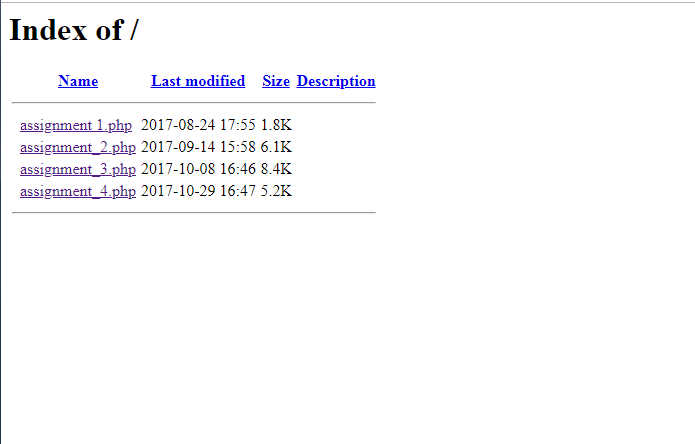 Index of /
Name Last modified Size Description
assignment 1.php 2017-08-24 17:55 1.8K
assignment_2.php 2017-09-14 15:58 6.1K
assignment_3.php 2017-10-08 16:46 8.4K
assignment_4.php 2017-10-29 16:47 5.2K